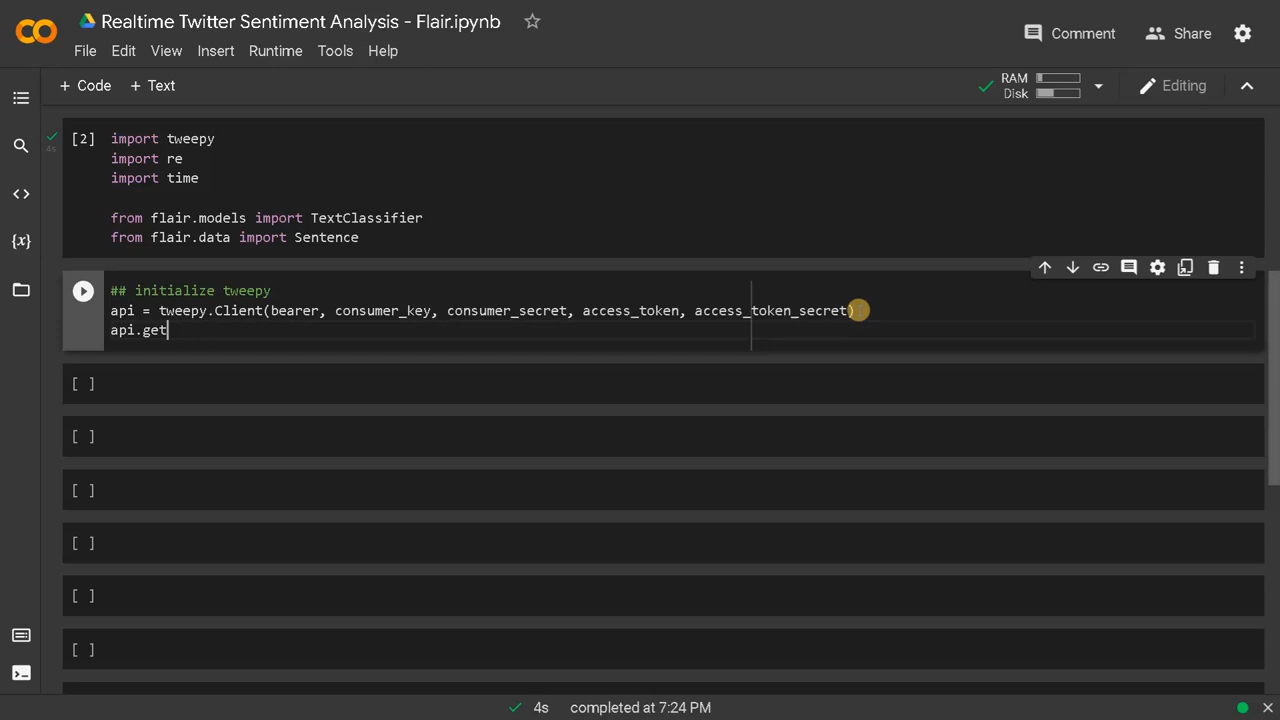 Realtime Twitter Sentiment Analysis - Flair.ipynb
Comment
Share
File Edit View Insert Runtime Tools Help
+ Code + Text
RAM
Disk
Editing
[2] import tweepy
4s
import re
import time
from flair.models import TextClassifier
from flair.data import Sentence
## initialize tweepy
api = tweepy.Client(bearer, consumer_key, consumer_secret, access_token, access_token_secret)
api.get
[ ]
[ ]
[ ]
[ ]
[ ]
[ ]
{x}
4s completed at 7:24 PM